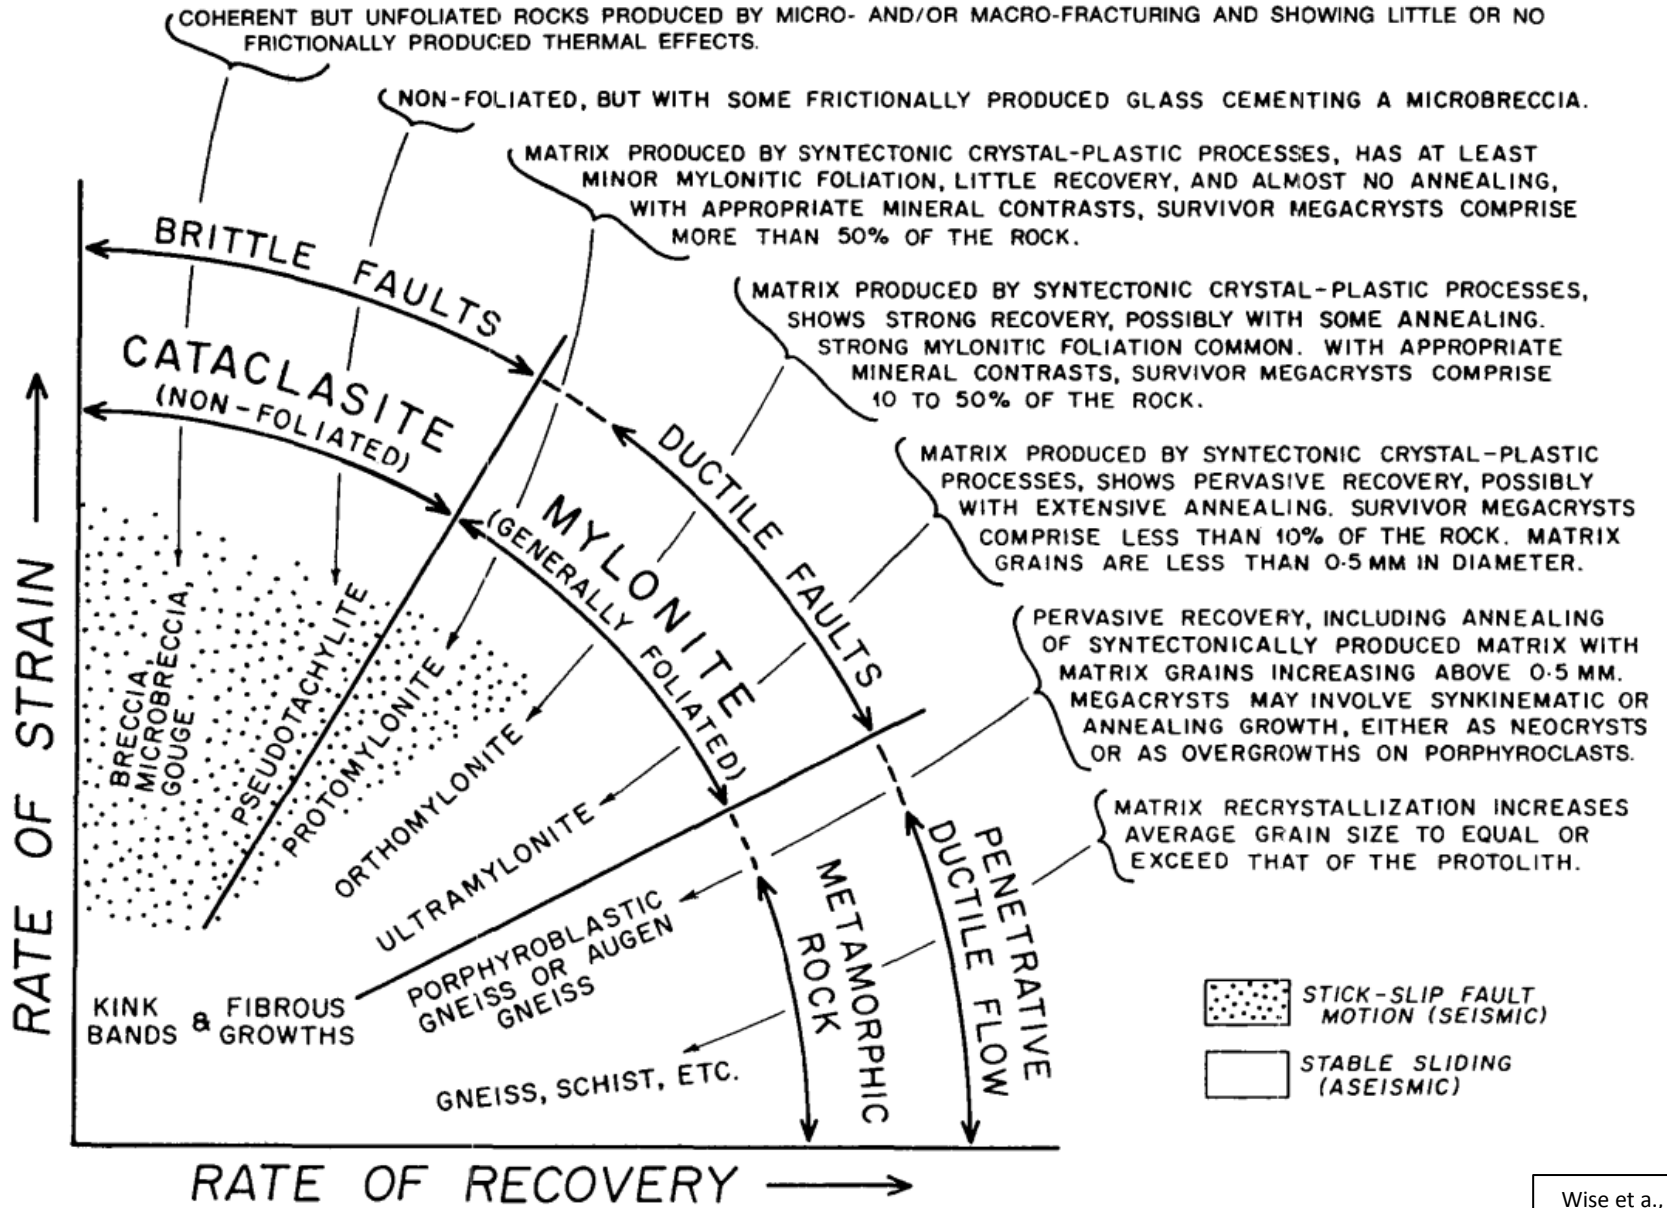 COHERENT BUT UNFOLIATED ROCKS PRODUCED BY MICRO- AND/OR MACRO-FRACTURING AND SHOWING LITTLE OR NO
FRICTIONALLY PRODUCED THERMAL EFFECTS.
NON-FOLIATED, BUT WITH SOME FRICTIONALLY PRODUCED GLASS CEMENTING A MICROBRECCIA.
MATRIX PRODUCED BY SYNTECTONIC CRYSTAL-PLASTIC PROCESSES, HAS AT LEAST
MINOR MYLONITIC FOLIATION, LITTLE RECOVERY, AND ALMOST NO ANNEALING,
WITH APPROPRIATE MINERAL CONTRASTS, SURVIVOR MEGACRYSTS COMPRISE
MORE THAN 50% OF THE ROCK.
MATRIX PRODUCED BY SYNTECTONIC CRYSTAL-PLASTIC PROCESSES,
SHOWS STRONG RECOVERY, POSSIBLY WITH SOME ANNEALING.
STRONG MYLONITIC FOLIATION COMMON. WITH APPROPRIATE
MINERAL CONTRASTS, SURVIVOR MEGACRYSTS COMPRISE
10 TO 50% OF THE ROCK.
MATRIX PRODUCED BY SYNTECTONIC CRYSTAL-PLASTIC
PROCESSES, SHOWS PERVASIVE RECOVERY, POSSIBLY
WITH EXTENSIVE ANNEALING. SURVIVOR MEGACRYSTS
COMPRISE LESS THAN 10% OF THE ROCK. MATRIX
GRAINS ARE LESS THAN 0·5 MM IN DIAMETER.
PERVASIVE RECOVERY, INCLUDING ANNEALING
OF SYNTECTONICALLY PRODUCED MATRIX WITH
MATRIX GRAINS INCREASING ABOVE 0·5 MM.
MEGACRYSTS MAY INVOLVE SYNKINEMATIC OR
ANNEALING GROWTH, EITHER AS NEOCRYSTS
OR AS OVERGROWTHS ON PORPHYROCLASTS.
MATRIX RECRYSTALLIZATION INCREASES
AVERAGE GRAIN SIZE TO EQUAL OR
EXCEED THAT OF THE PROTOLITH.
BRITTLE FAULTS
CATACLASITE
(NON-FOLIATED)
DUCTILE FAULTS
MYLONITE
(GENERALLY FOLIATED)
PENETRATIVE
DUCTILE FLOW
METAMORPHIC
ROCK
BRECCIA,
MICROBRECCIA,
GOUGE
PSEUDOTACHYLITE
PROTOMYLONITE
ORTHOMYLONITE
ULTRAMYLONITE
PORPHYROBLASTIC
GNEISS OR AUGEN
GNEISS
GNEISS, SCHIST, ETC.
KINK
BANDS & FIBROUS
GROWTHS
RATE OF STRAIN
RATE OF RECOVERY
STICK-SLIP FAULT
MOTION (SEISMIC)
STABLE SLIDING
(ASEISMIC)
Wise et a.,